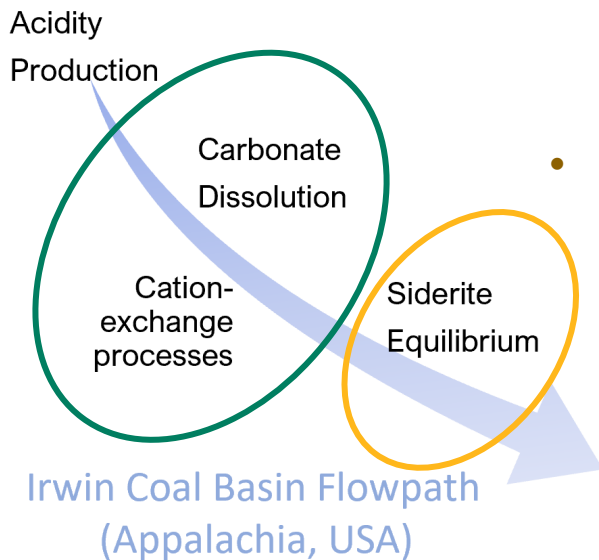 Acidity
Production
Carbonate
Dissolution
Cation-
exchange
processes
Siderite
Equilibrium
Irwin Coal Basin Flowpath
(Appalachia, USA)